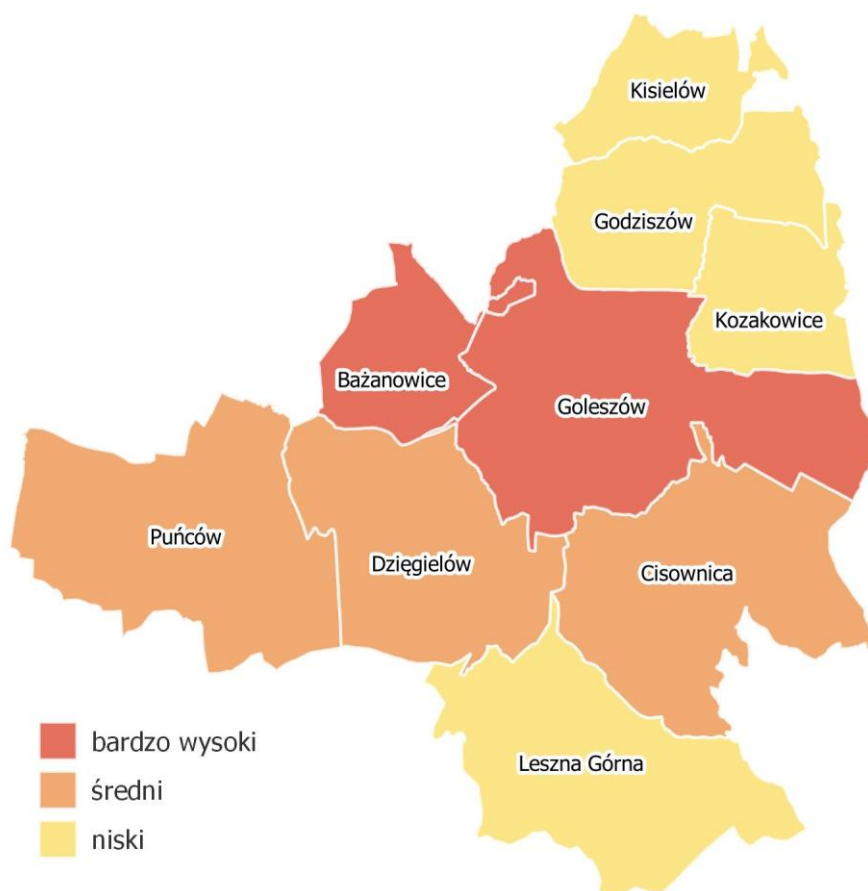 Kisielów
Godziszów
Kozakowice
Bażanowice
Goleszów
Puńców
Dzięgielów
Cisownica
Leszna Górna
bardzo wysoki
średni
niski